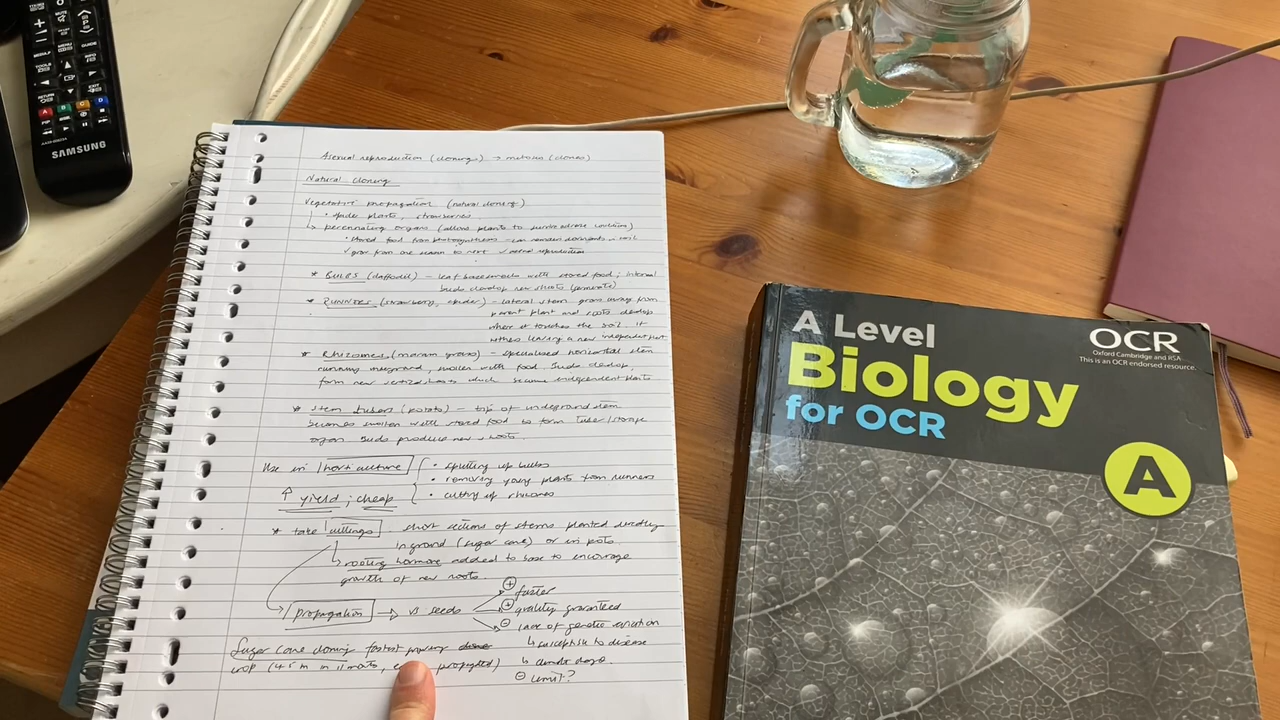 SAMSUNG
Asexual reproduction (cloning) → mitosis (clones)
Natural cloning
Vegetative propagation (natural cloning)
• spider plants, strawberries
↳ perennating organs (allows plants to survive adverse conditions)
• stored food from photosynthesis - can remain dormant in soil
✓ grow from one season to next ✓ asexual reproduction
* BULBS (daffodil) - leaf bases swells with stored food; internal
buds develop new shoots
* RUNNERS (strawberry, spider) - lateral stem grows away from
parent plant and roots develop
where it touches the soil. It
leaving a new independent
* Rhizomes (marram grass) - specialised horizontal stem
running underground, swollen with food buds develop,
form new vertical shoots which become independent plants
* Stem tubers (potato) - tip of underground stem
becomes swollen with stored food to form tuber/storage
organ buds produce new shoots.
Use in horticulture
• splitting up bulbs
• removing young plants from runners
↑ yield, cheap
• cutting up rhizomes
* take cuttings short sections of stems planted directly
in ground (sugar cane) or in pots.
↳ rooting hormone added to base to encourage
growth of new roots.
propagation → vs seeds
⊕ faster
⊕ quality guaranteed
⊖ lack of genetic variation
↳ susceptible to disease
Sugar cane cloning fastest growing
crop (4-5m in 11 months, propagated)
↳ climate change
⊖
A Level
Biology
for OCR
OCR
Oxford Cambridge and RSA
This is an OCR endorsed resource.
A